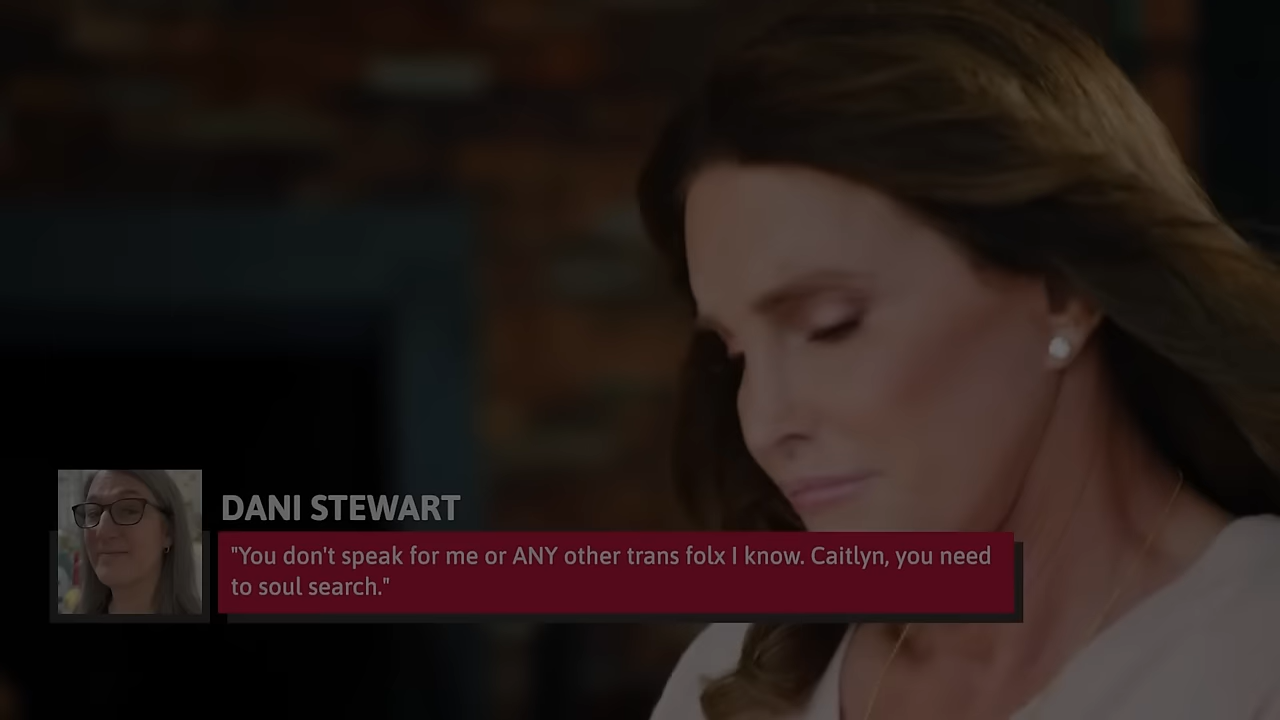 DANI STEWART
"You don't speak for me or ANY other trans folx I know. Caitlyn, you need
to soul search."